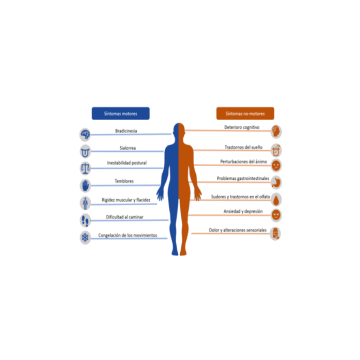 Síntomas motores
Bradicinesia
Sialorrea
Inestabilidad postural
Temblores
Rigidez muscular y flacidez
Dificultad al caminar
Congelación de los movimientos
Síntomas no motores
Deterioro cognitivo
Trastornos del sueño
Perturbaciones del ánimo
Problemas gastrointestinales
Sudores y trastornos en el olfato
Ansiedad y depresión
Dolor y alteraciones sensoriales